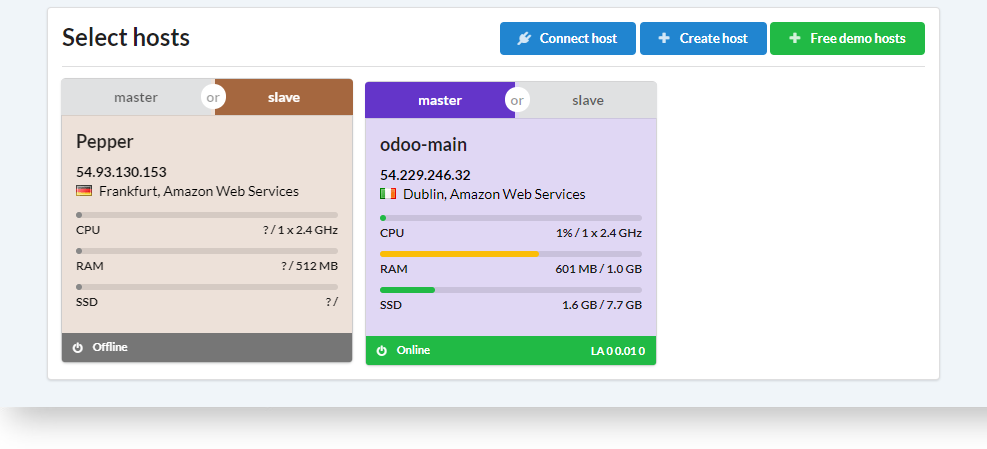 Select hosts
Connect host
Create host
Free demo hosts
master or slave
Pepper
54.93.130.153
Frankfurt, Amazon Web Services
CPU ? / 1 x 2.4 GHz
RAM ? / 512 MB
SSD ? /
Offline
master or slave
odoo-main
54.229.246.32
Dublin, Amazon Web Services
CPU 1% / 1 x 2.4 GHz
RAM 601 MB / 1.0 GB
SSD 1.6 GB / 7.7 GB
Online LA 0 0.01 0